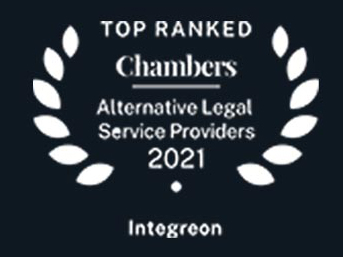 TOP RANKED
Chambers
Alternative Legal
Service Providers
2021
Integreon